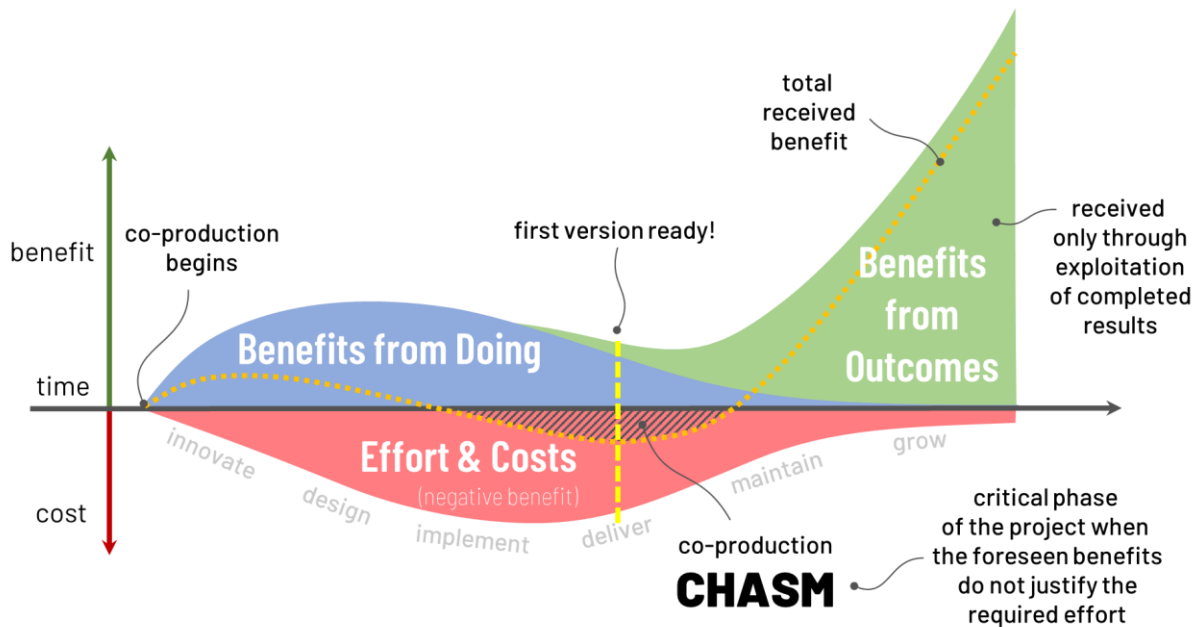 total
received
benefit
benefit
co-production
begins
first version ready!
received
only through
exploitation
of completed
results
Benefits
from
Outcomes
Benefits from Doing
time
innovate
design
implement
deliver
maintain
grow
Effort & Costs
(negative benefit)
cost
co-production
CHASM
critical phase
of the project when
the foreseen benefits
do not justify the
required effort